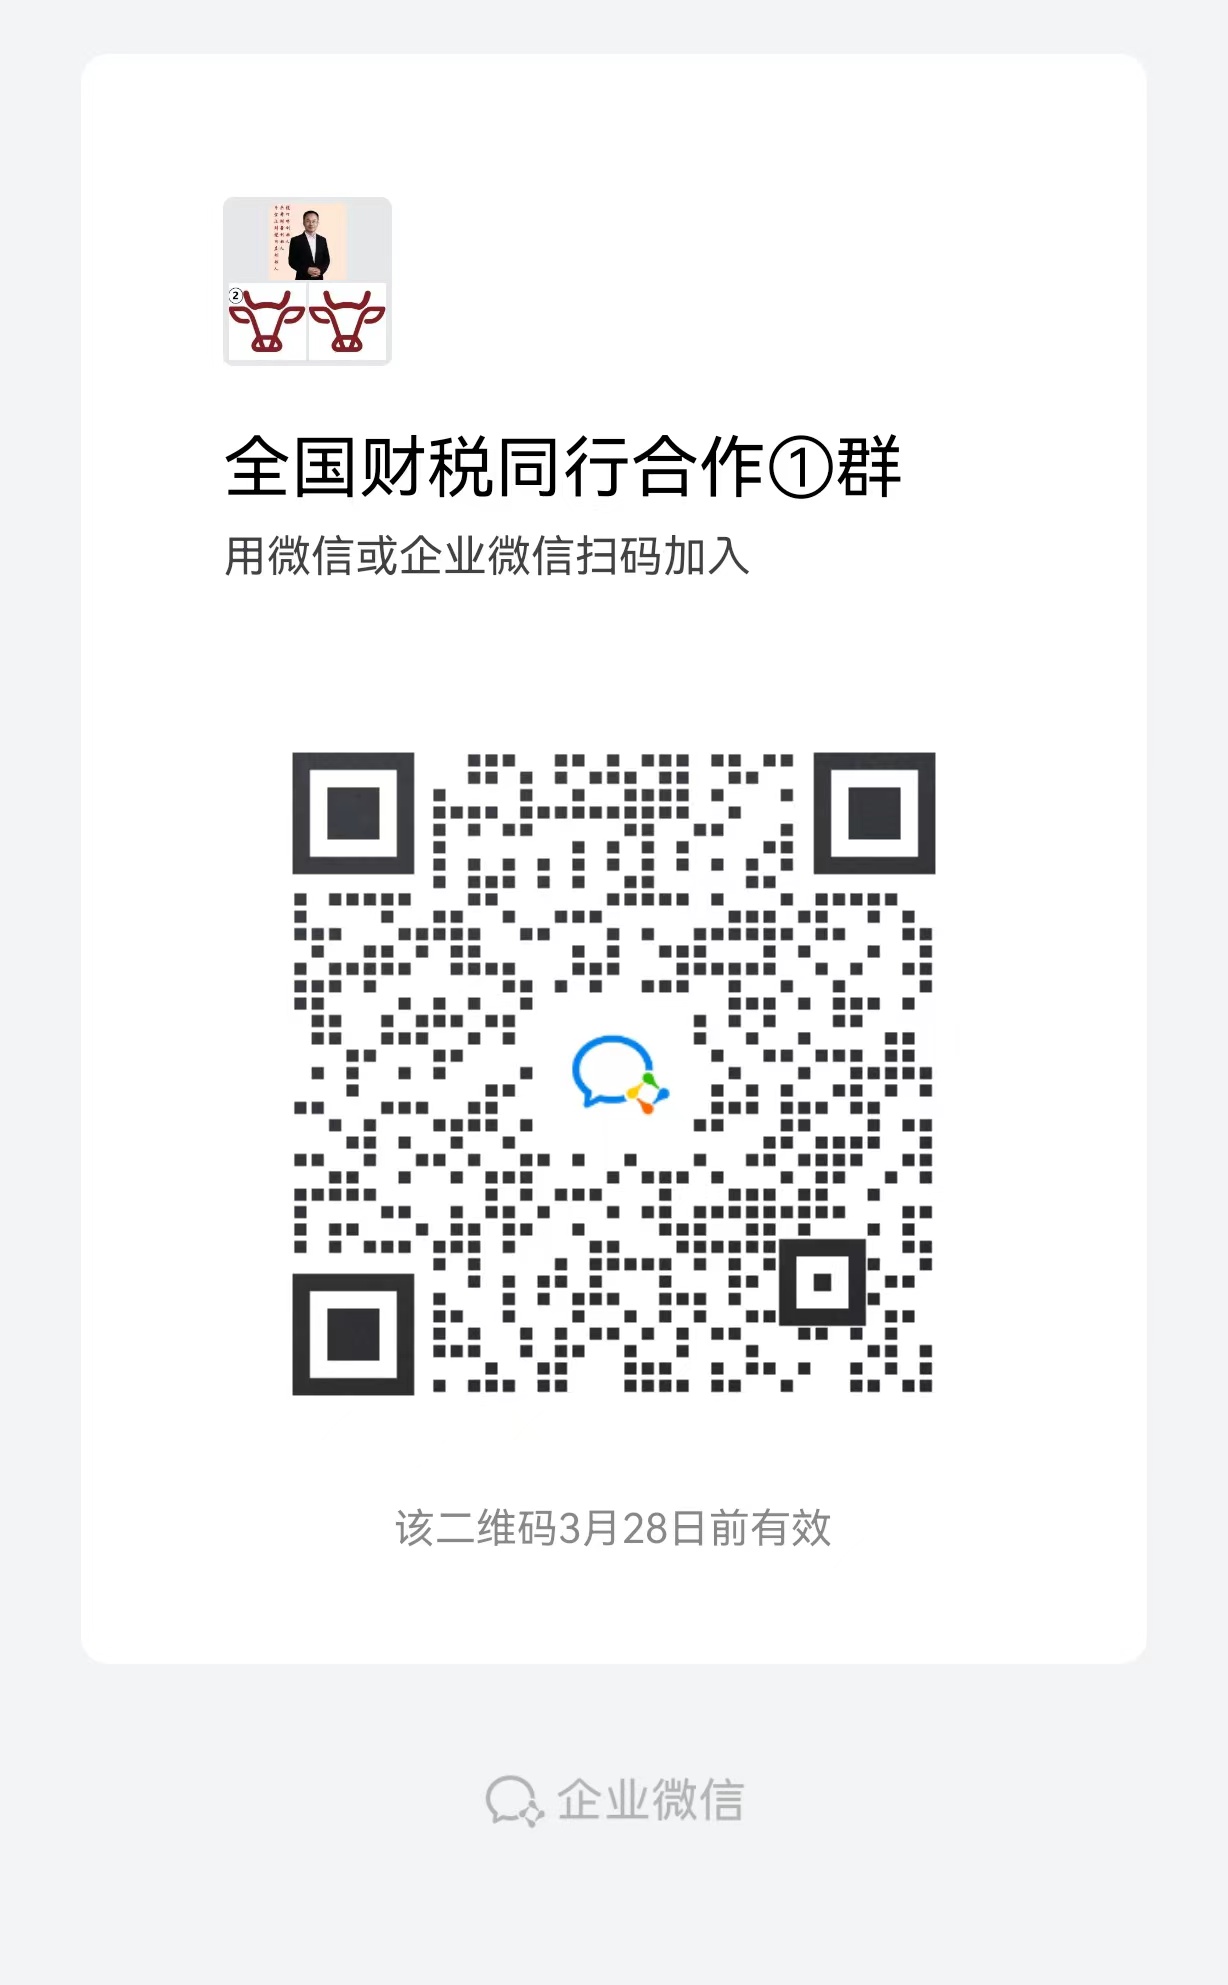 ②
全国财税同行合作①群
用微信或企业微信扫码加入
该二维码3月28日前有效
企业微信